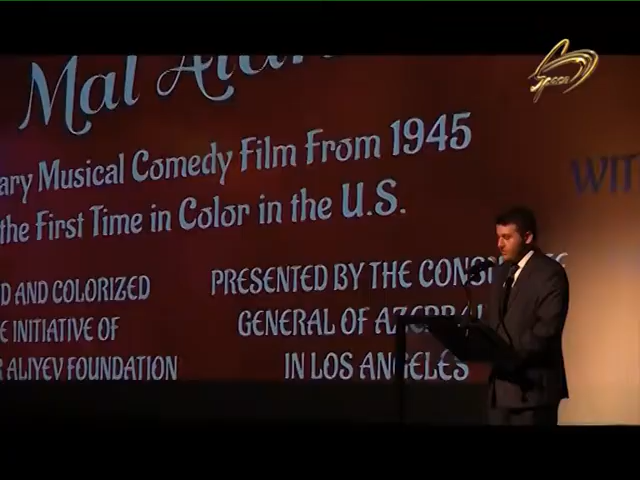 Mal
ary Musical Comedy Film From 1945
the First Time in Color in the U.S.
D AND COLORIZED
E INITIATIVE OF
R ALIYEV FOUNDATION
PRESENTED BY THE
GENERAL OF
IN LOS ANGELES
Space